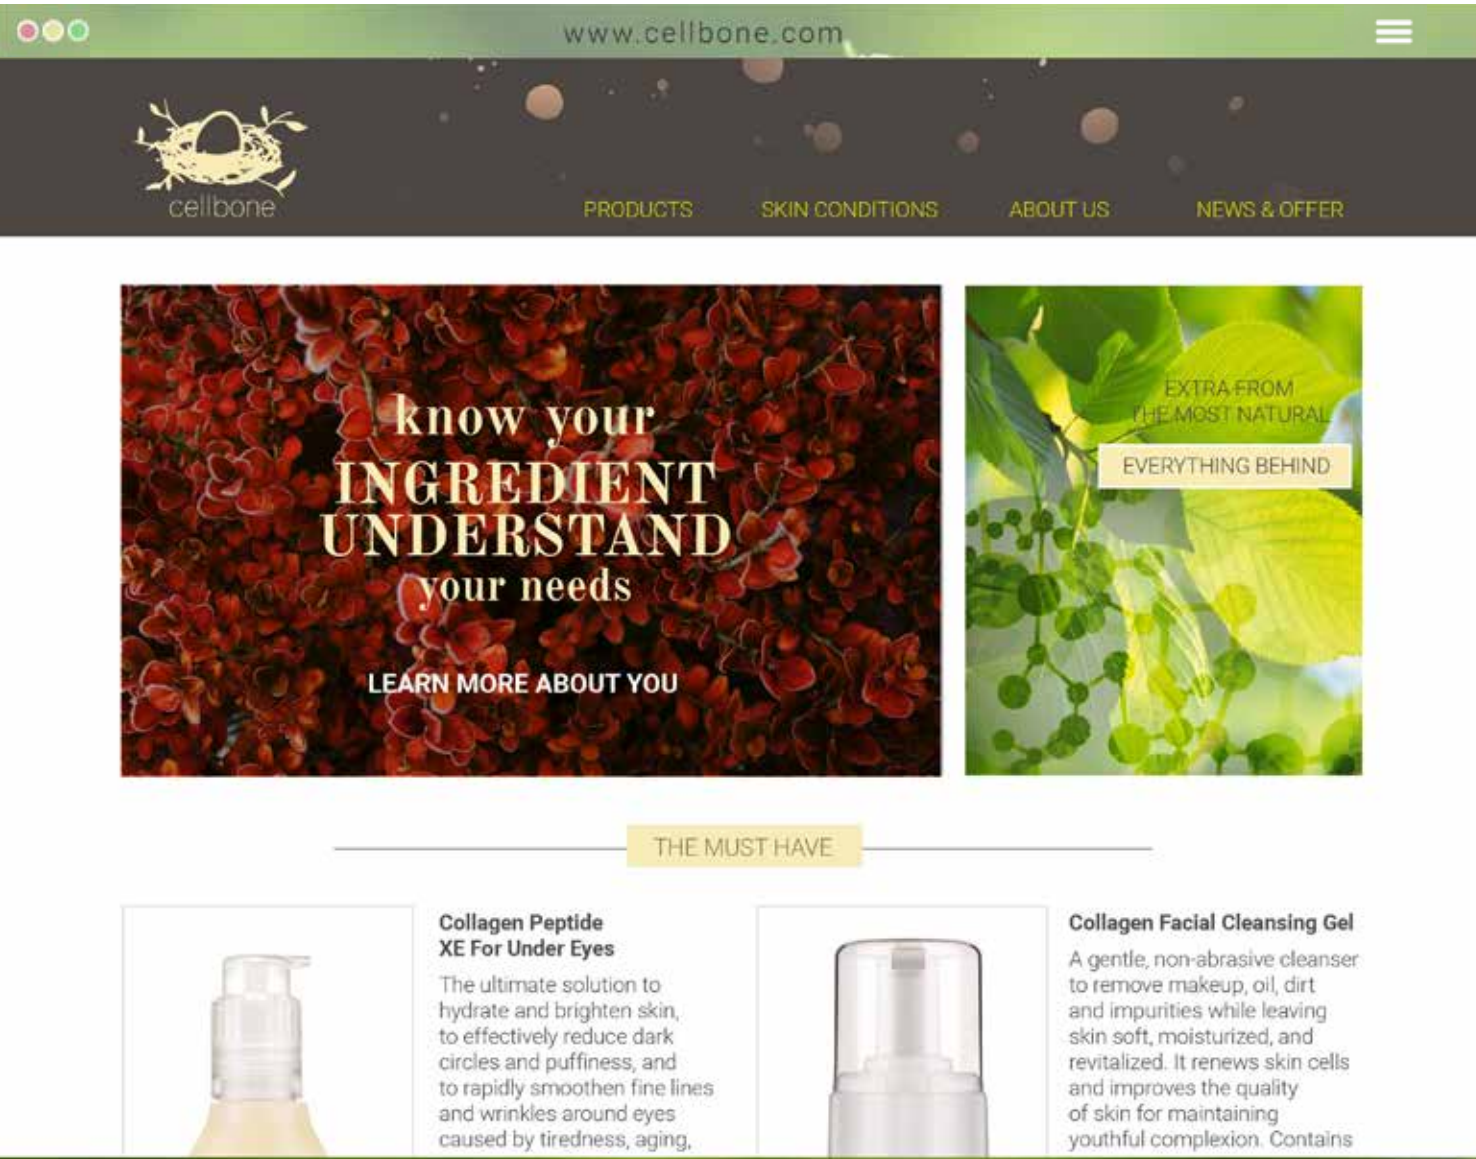 www.cellbone.com
cellbone
PRODUCTS
SKIN CONDITIONS
ABOUT US
NEWS & OFFER
know your
INGREDIENT
UNDERSTAND
your needs
LEARN MORE ABOUT YOU
EXTRA FROM
THE MOST NATURAL
EVERYTHING BEHIND
THE MUST HAVE
Collagen Peptide
XE For Under Eyes
The ultimate solution to
hydrate and brighten skin,
to effectively reduce dark
circles and puffiness, and
to rapidly smoothen fine lines
and wrinkles around eyes
caused by tiredness, aging,
Collagen Facial Cleansing Gel
A gentle, non-abrasive cleanser
to remove makeup, oil, dirt
and impurities while leaving
skin soft, moisturized, and
revitalized. It renews skin cells
and improves the quality
of skin for maintaining
youthful complexion. Contains